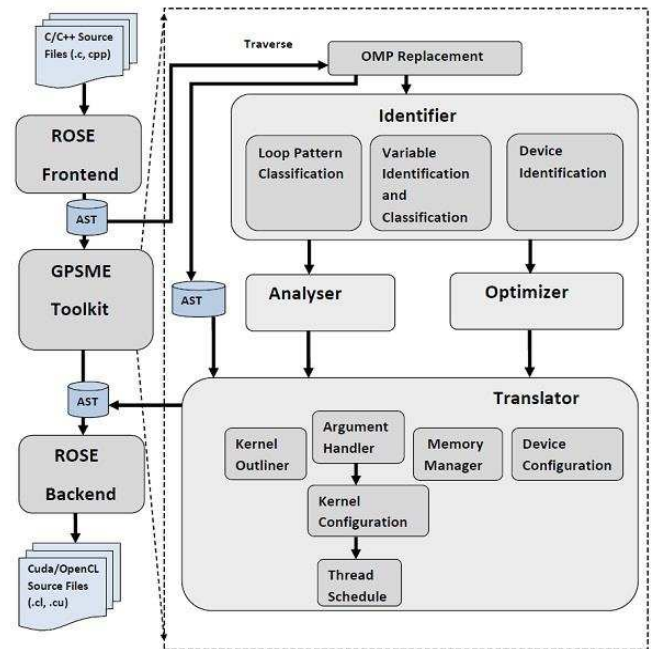 C/C++ Source
Files (.c, cpp)
ROSE
Frontend
AST
GPSME
Toolkit
AST
ROSE
Backend
Cuda/OpenCL
Source Files
(.cl, .cu)
Traverse
OMP Replacement
Identifier
Loop Pattern
Classification
Variable
Identification
and
Classification
Device
Identification
AST
Analyser
Optimizer
Translator
Kernel
Outliner
Argument
Handler
Memory
Manager
Device
Configuration
Kernel
Configuration
Thread
Schedule